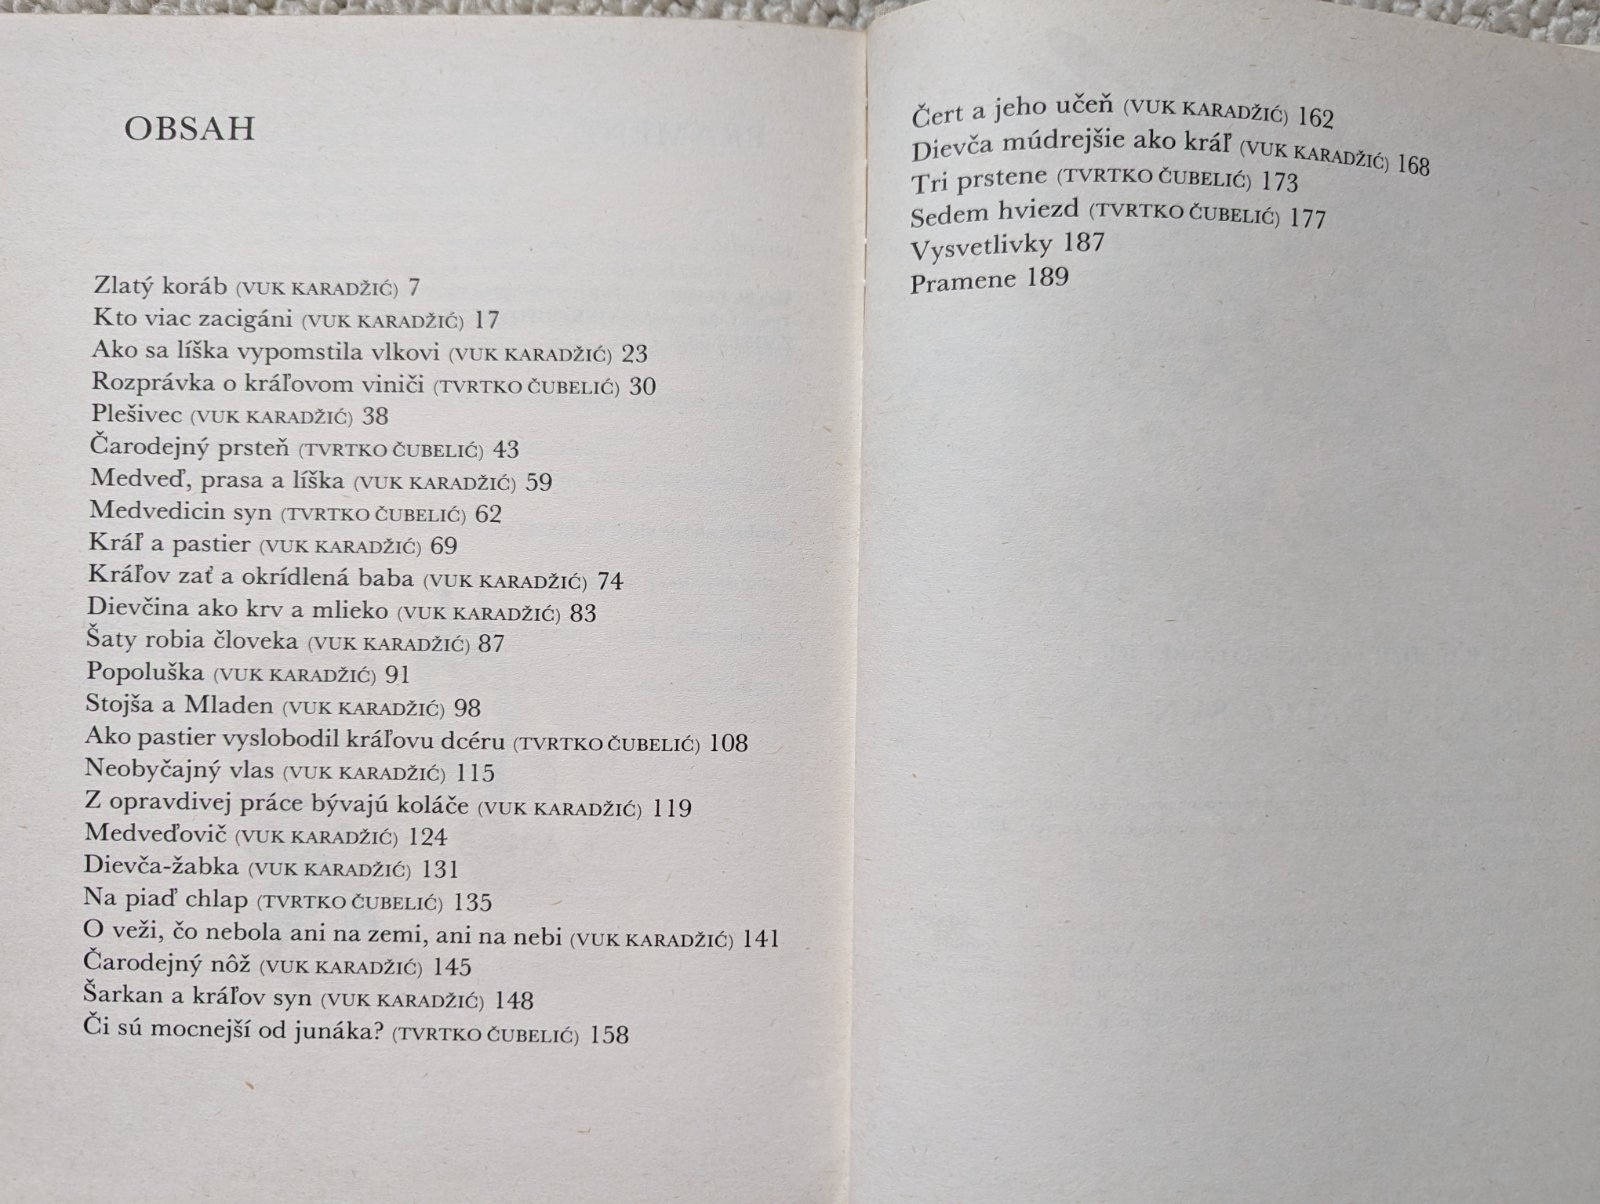 OBSAH
Zlatý koráb (VUK KARADŽIĆ) 7
Kto viac zacigáni (VUK KARADŽIĆ) 17
Ako sa líška vypomstila vlkovi (VUK KARADŽIĆ) 23
Rozprávka o kráľovom viniči (TVRTKO ČUBELIĆ) 30
Plešivec (VUK KARADŽIĆ) 38
Čarodejný prsteň (TVRTKO ČUBELIĆ) 43
Medveď, prasa a líška (VUK KARADŽIĆ) 59
Medvedicin syn (TVRTKO ČUBELIĆ) 62
Kráľ a pastier (VUK KARADŽIĆ) 69
Kráľov zať a okrídlená baba (VUK KARADŽIĆ) 74
Dievčina ako krv a mlieko (VUK KARADŽIĆ) 83
Šaty robia človeka (VUK KARADŽIĆ) 87
Popoluška (VUK KARADŽIĆ) 91
Stojša a Mladen (VUK KARADŽIĆ) 98
Ako pastier vyslobodil kráľovu dcéru (TVRTKO ČUBELIĆ) 108
Neobyčajný vlas (VUK KARADŽIĆ) 115
Z opravdivej práce bývajú koláče (VUK KARADŽIĆ) 119
Medveďovič (VUK KARADŽIĆ) 124
Dievča-žabka (VUK KARADŽIĆ) 131
Na piaď chlap (TVRTKO ČUBELIĆ) 135
O veži, čo nebola ani na zemi, ani na nebi (VUK KARADŽIĆ) 141
Čarodejný nôž (VUK KARADŽIĆ) 145
Šarkan a kráľov syn (VUK KARADŽIĆ) 148
Či sú mocnejší od junáka? (TVRTKO ČUBELIĆ) 158
Čert a jeho učeň (VUK KARADŽIĆ) 162
Dievča múdrejšie ako kráľ (VUK KARADŽIĆ) 168
Tri prstene (TVRTKO ČUBELIĆ) 173
Sedem hviezd (TVRTKO ČUBELIĆ) 177
Vysvetlivky 187
Pramene 189